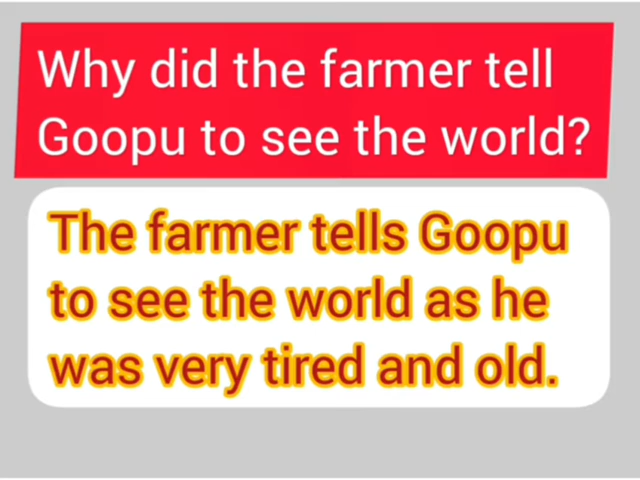 Why did the farmer tell
Goopu to see the world?
The farmer tells Goopu
to see the world as he
was very tired and old.